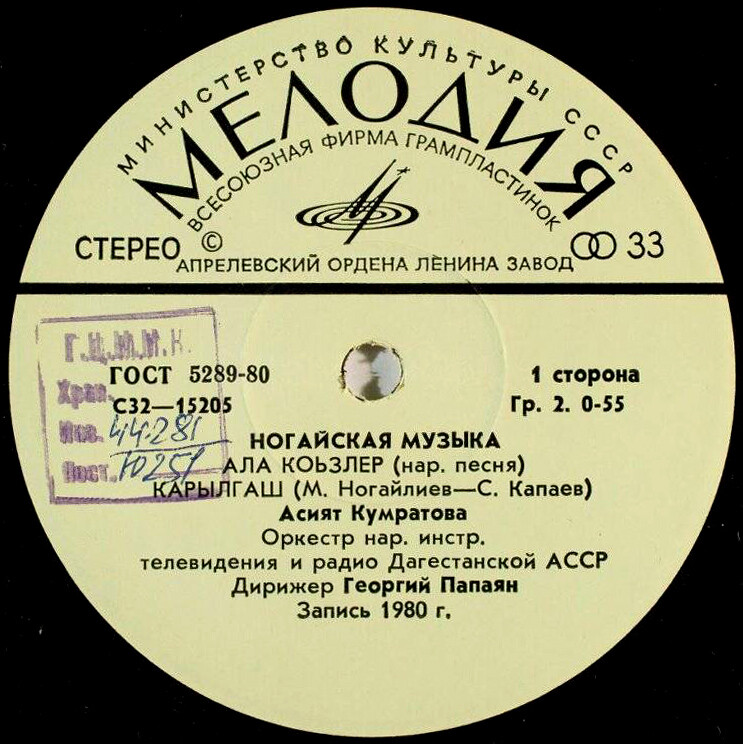 МИНИСТЕРСТВО КУЛЬТУРЫ СССР
МЕЛОДИЯ
ВСЕСОЮЗНАЯ ФИРМА ГРАМПЛАСТИНОК
СТЕРЕО © 33
АПРЕЛЕВСКИЙ ОРДЕНА ЛЕНИНА ЗАВОД
Г.Ц.М.М.К.
ГОСТ 5289-80 1 сторона
Хран.
С32—15205 Гр. 2. 0-55
Инв. 44281
НОГАЙСКАЯ МУЗЫКА
Пост. 10251
АЛА КОЬЗЛЕР (нар. песня)
КАРЫЛГАШ (М. Ногайлиев—С. Капаев)
Асият Кумратова
Оркестр нар. инстр.
телевидения и радио Дагестанской АССР
Дирижер Георгий Папаян
Запись 1980 г.